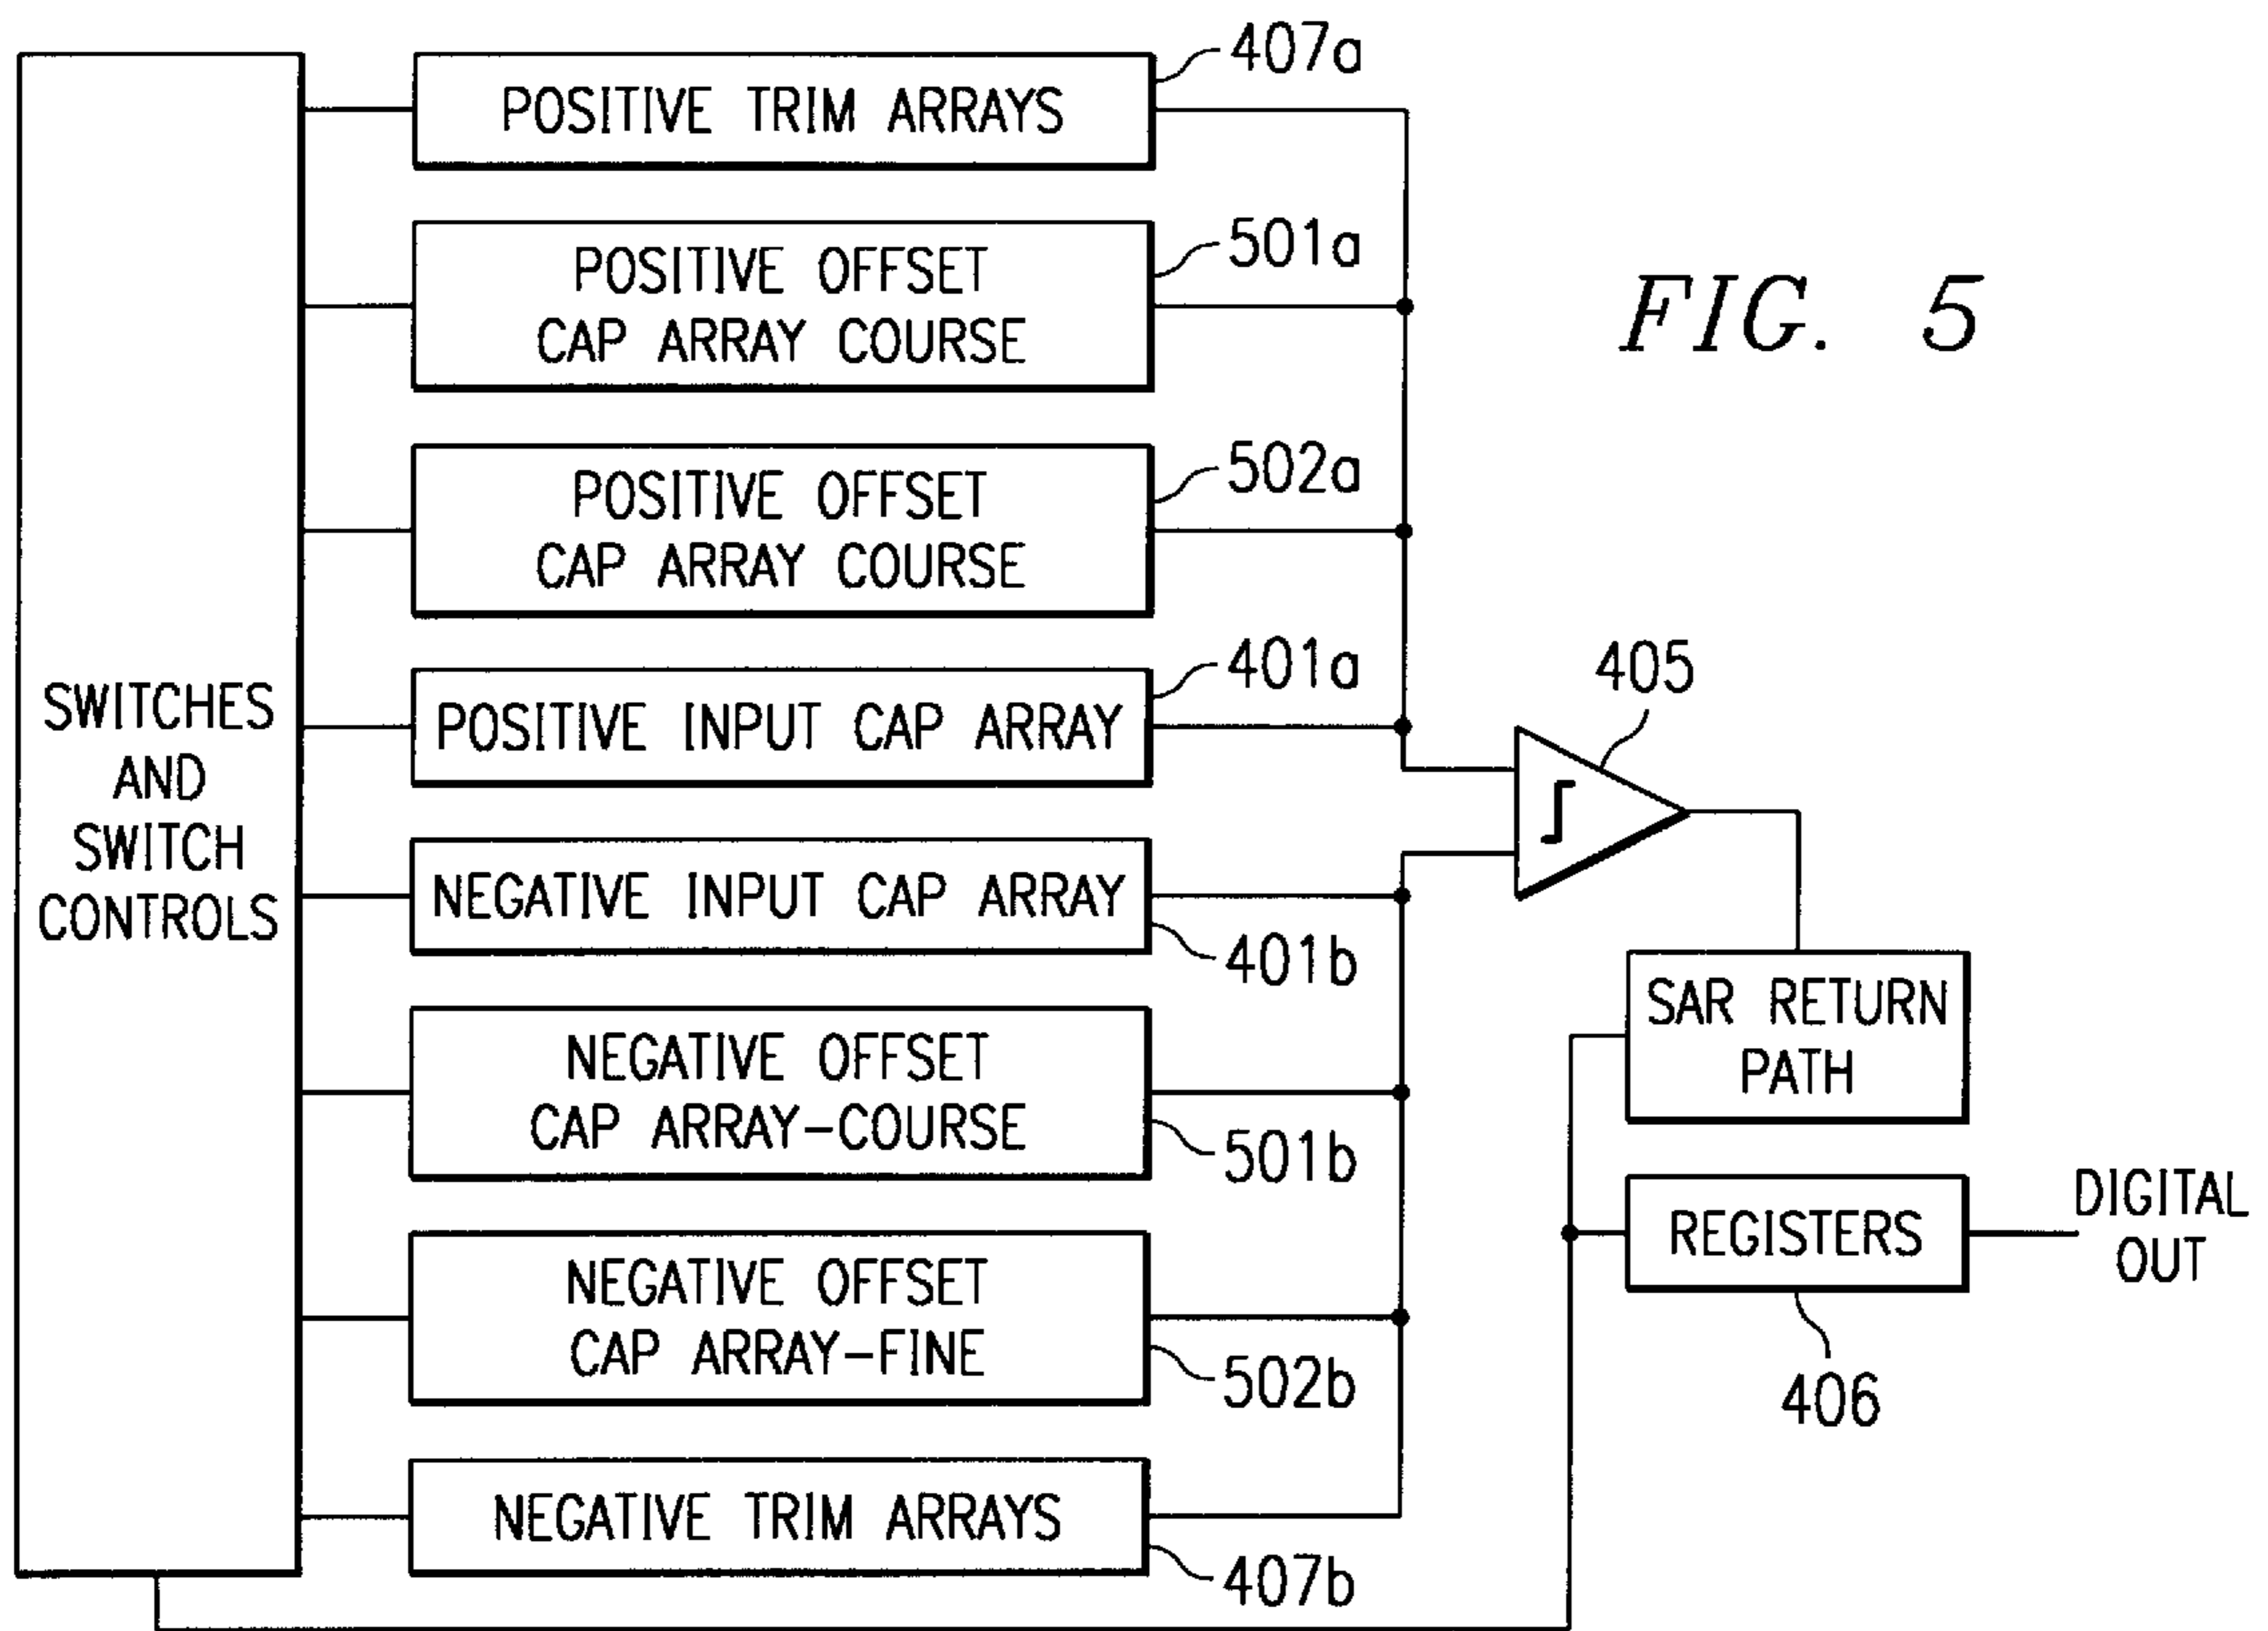 407a
POSITIVE TRIM ARRAYS
501a
POSITIVE OFFSET
CAP ARRAY COURSE
FIG. 5
502a
POSITIVE OFFSET
CAP ARRAY COURSE
401a
POSITIVE INPUT CAP ARRAY
405
SWITCHES
AND
SWITCH
CONTROLS
NEGATIVE INPUT CAP ARRAY
401b
SAR RETURN
PATH
NEGATIVE OFFSET
CAP ARRAY-COURSE
501b
REGISTERS
DIGITAL
OUT
406
NEGATIVE OFFSET
CAP ARRAY-FINE
502b
NEGATIVE TRIM ARRAYS
407b